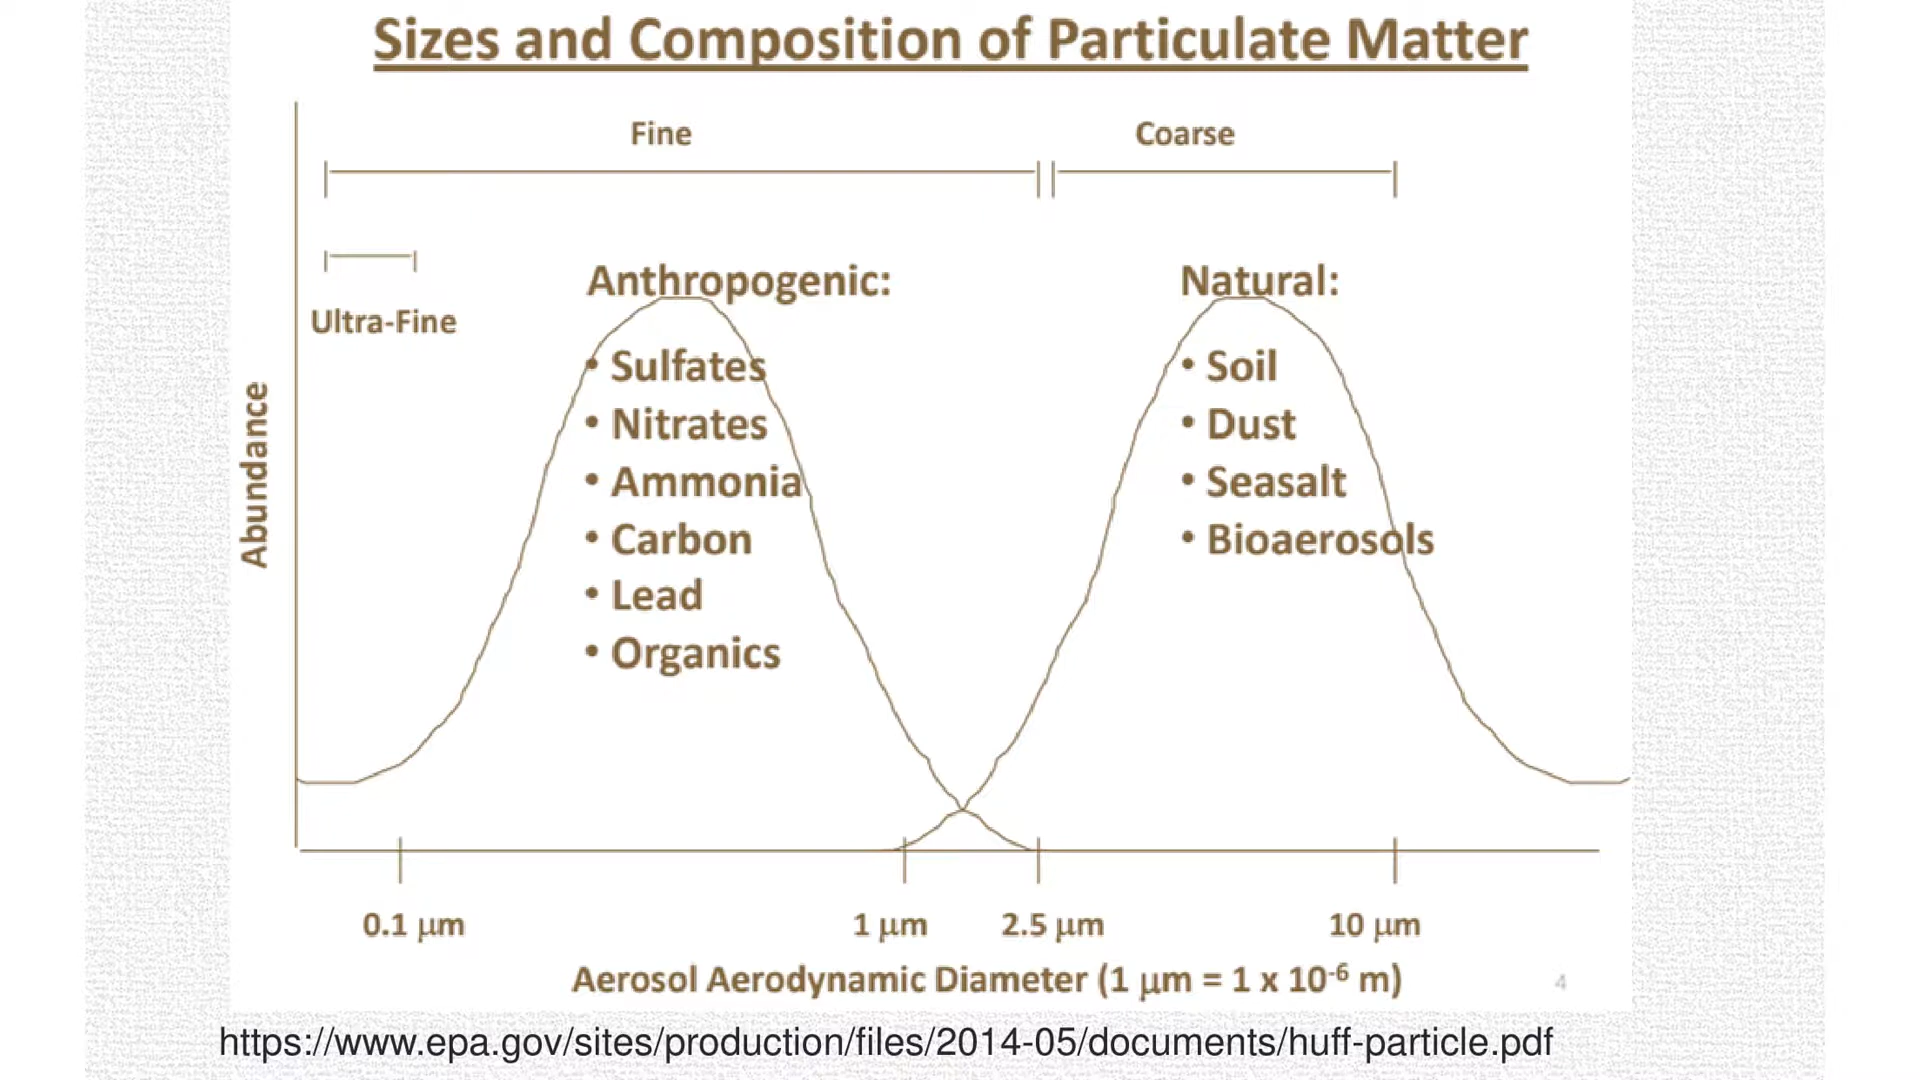 Sizes and Composition of Particulate Matter
Fine
Coarse
Ultra-Fine
Abundance
Anthropogenic:
• Sulfates
• Nitrates
• Ammonia
• Carbon
• Lead
• Organics
Natural:
• Soil
• Dust
• Seasalt
• Bioaerosols
0.1 μm
1 μm
2.5 μm
10 μm
Aerosol Aerodynamic Diameter (1 μm = 1 x 10⁻⁶ m)
4
https://www.epa.gov/sites/production/files/2014-05/documents/huff-particle.pdf